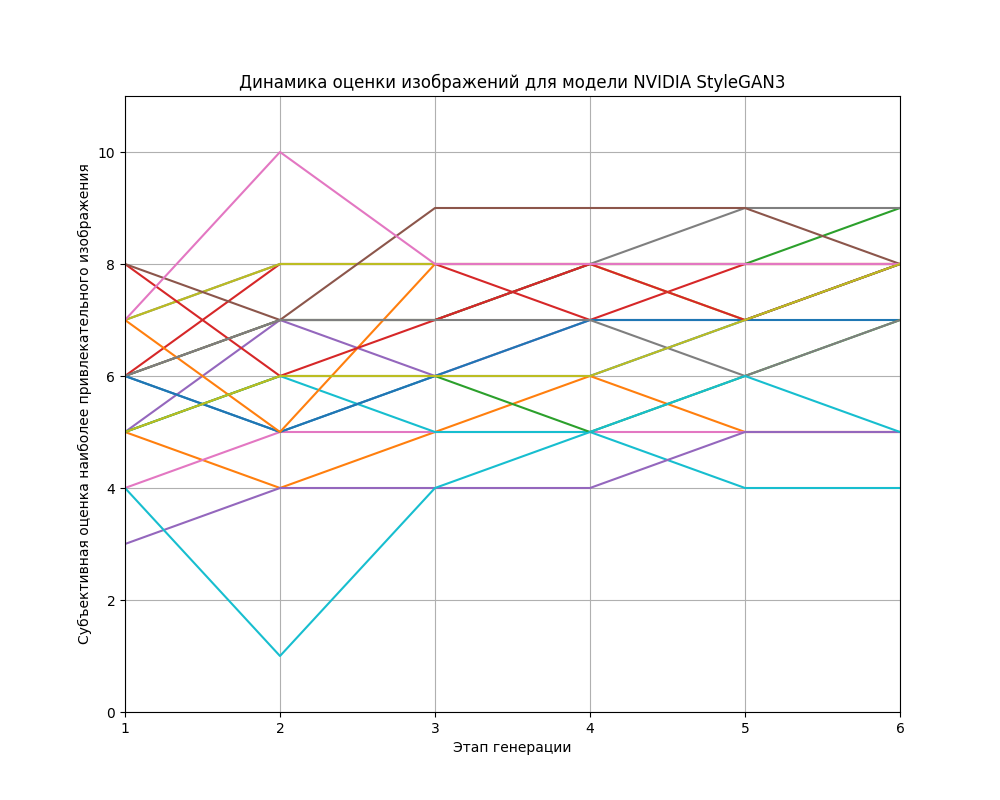 Динамика оценки изображений для модели NVIDIA StyleGAN3
Субъективная оценка наиболее привлекательного изображения
10
8
6
4
2
0
1 2 3 4 5 6
Этап генерации